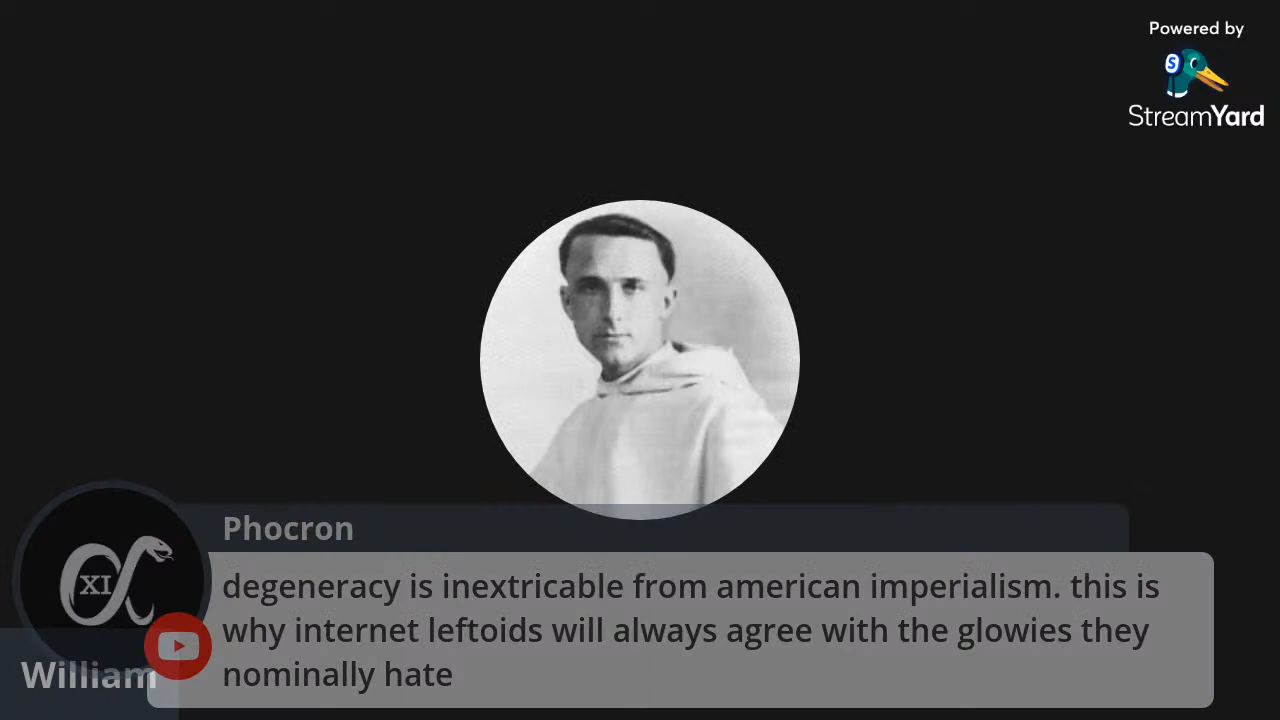 Powered by
S
StreamYard
Phocron
XI
degeneracy is inextricable from american imperialism. this is
why internet leftoids will always agree with the glowies they
nominally hate
William